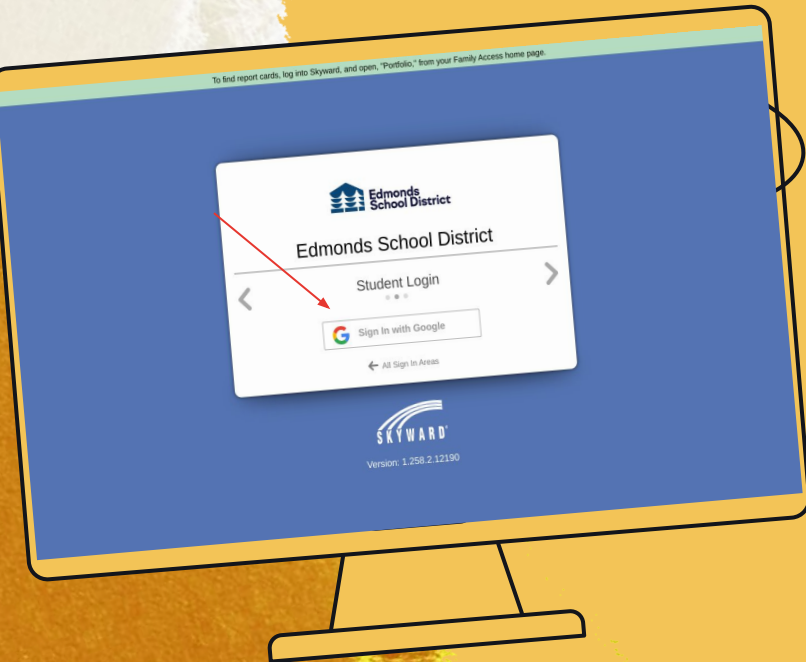 To find report cards, log into Skyward, and open, "Portfolio," from your Family Access home page.
Edmonds
School District
Edmonds School District
Student Login
Sign In with Google
All Sign In Areas
SKYWARD
Version: 1.258.2.12190